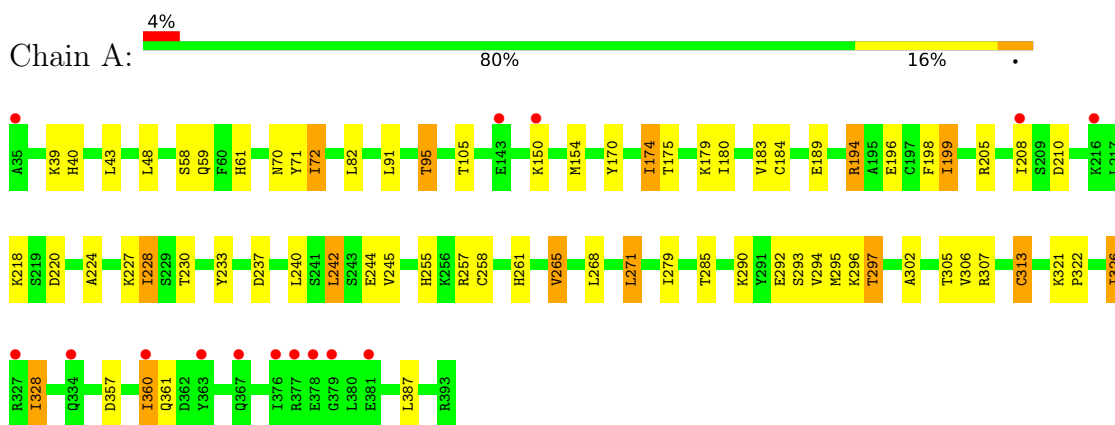 4%
Chain A:
80%
16%
•
A35 K39 H40 L43 L48 S58 Q59 F60 H61 N70 Y71 I72 L82 L91 T95 T105 E143 K150 M154 Y170 I174 T175 K179 I180 V183 C184 E189 R194 A195 E196 C197 F198 I199 R205 I208 S209 D210 K216 L217
K218 S219 D220 A224 K227 I228 S229 T230 Y233 D237 L240 S241 L242 S243 E244 V245 H255 K256 R257 C258 H261 V265 L268 L271 I279 T285 K290 Y291 E292 S293 V294 M295 K296 T297 A302 T305 V306 R307 C313 K321 P322 I326
R327 I328 Q334 D357 I360 Q361 D362 Y363 Q367 I376 R377 E378 G379 L380 E381 L387 R393